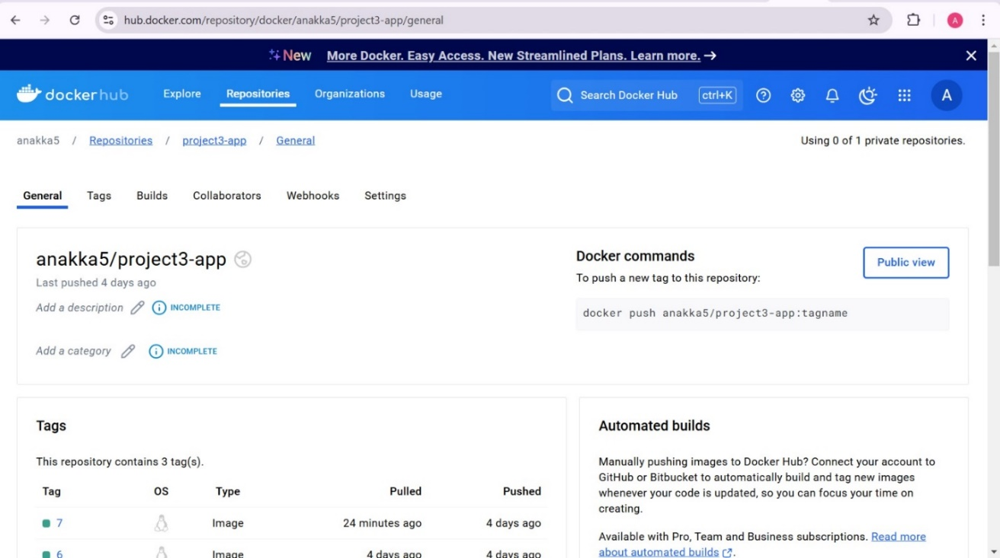 hub.docker.com/repository/docker/anakka5/project3-app/general
A
New More Docker. Easy Access. New Streamlined Plans. Learn more. →
dockerhub Explore Repositories Organizations Usage Search Docker Hub ctrl+K A
anakka5 / Repositories / project3-app / General Using 0 of 1 private repositories.
General Tags Builds Collaborators Webhooks Settings
anakka5/project3-app
Last pushed 4 days ago
Add a description INCOMPLETE
Add a category INCOMPLETE
Docker commands
Public view
To push a new tag to this repository:
docker push anakka5/project3-app:tagname
Tags
This repository contains 3 tag(s).
Tag OS Type Pulled Pushed
7 Image 24 minutes ago 4 days ago
6 Image 4 days ago 4 days ago
Automated builds
Manually pushing images to Docker Hub? Connect your account to
GitHub or Bitbucket to automatically build and tag new images
whenever your code is updated, so you can focus your time on
creating.
Available with Pro, Team and Business subscriptions. Read more
about automated builds.